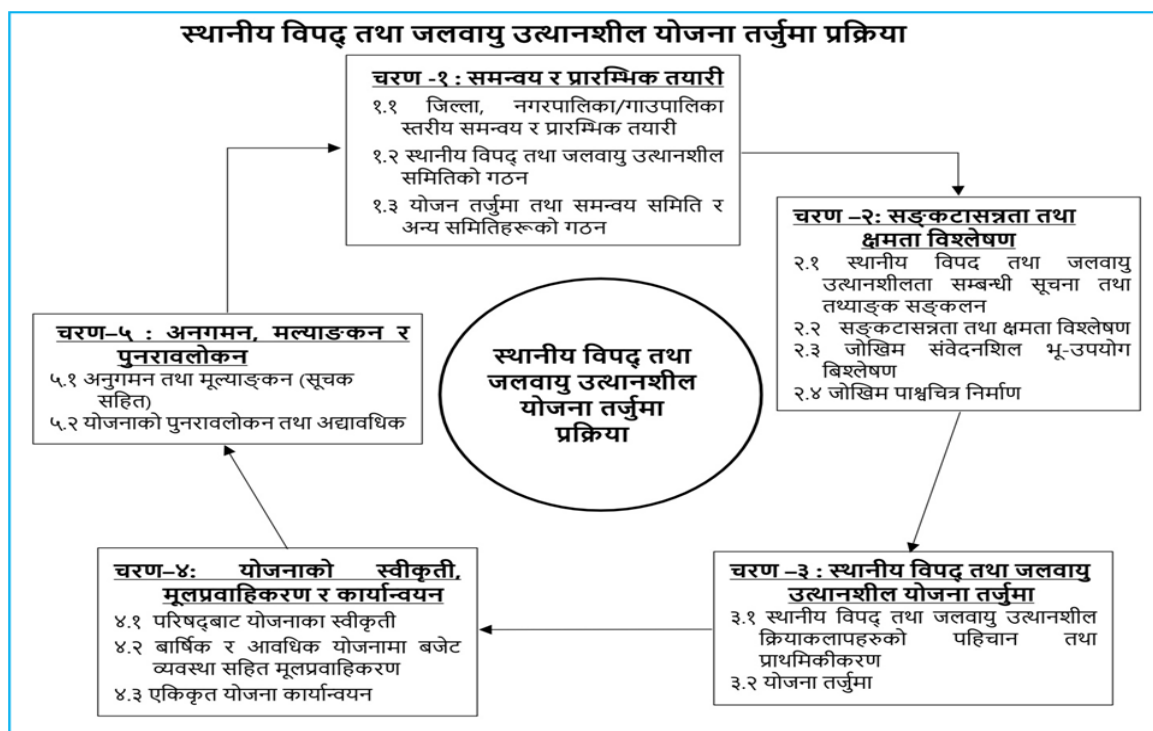 स्थानीय विपद् तथा जलवायु उत्थानशील योजना तर्जुमा प्रक्रिया
चरण -१ : समन्वय र प्रारम्भिक तयारी
१.१ जिल्ला, नगरपालिका/गाउपालिका
स्तरीय समन्वय र प्रारम्भिक तयारी
१.२ स्थानीय विपद् तथा जलवायु उत्थानशील
समितिको गठन
१.३ योजन तर्जुमा तथा समन्वय समिति र
अन्य समितिहरूको गठन
चरण –२: सङ्कटासन्नता तथा
क्षमता विश्लेषण
२.१ स्थानीय विपद तथा जलवायु
उत्थानशीलता सम्बन्धी सूचना तथा
तथ्याङ्क सङ्कलन
२.२ सङ्कटासन्नता तथा क्षमता विश्लेषण
२.३ जोखिम संवेदनशिल भू-उपयोग
बिश्लेषण
२.४ जोखिम पाश्वचित्र निर्माण
चरण –३ : स्थानीय विपद् तथा जलवायु
उत्थानशील योजना तर्जुमा
३.१ स्थानीय विपद् तथा जलवायु उत्थानशील
क्रियाकलापहरुको पहिचान तथा
प्राथमिकीकरण
३.२ योजना तर्जुमा
चरण–४: योजनाको स्वीकृती,
मूलप्रवाहिकरण र कार्यान्वयन
४.१ परिषद्बाट योजनाका स्वीकृती
४.२ बार्षिक र आवधिक योजनामा बजेट
व्यवस्था सहित मूलप्रवाहिकरण
४.३ एकिकृत योजना कार्यान्वयन
चरण–५ : अनगमन, मल्याङकन र
पुनरावलोकन
५.१ अनुगमन तथा मूल्याङ्कन (सूचक
सहित)
५.२ योजनाको पुनरावलोकन तथा अद्यावधिक
स्थानीय विपद् तथा
जलवायु उत्थानशील
योजना तर्जुमा
प्रक्रिया